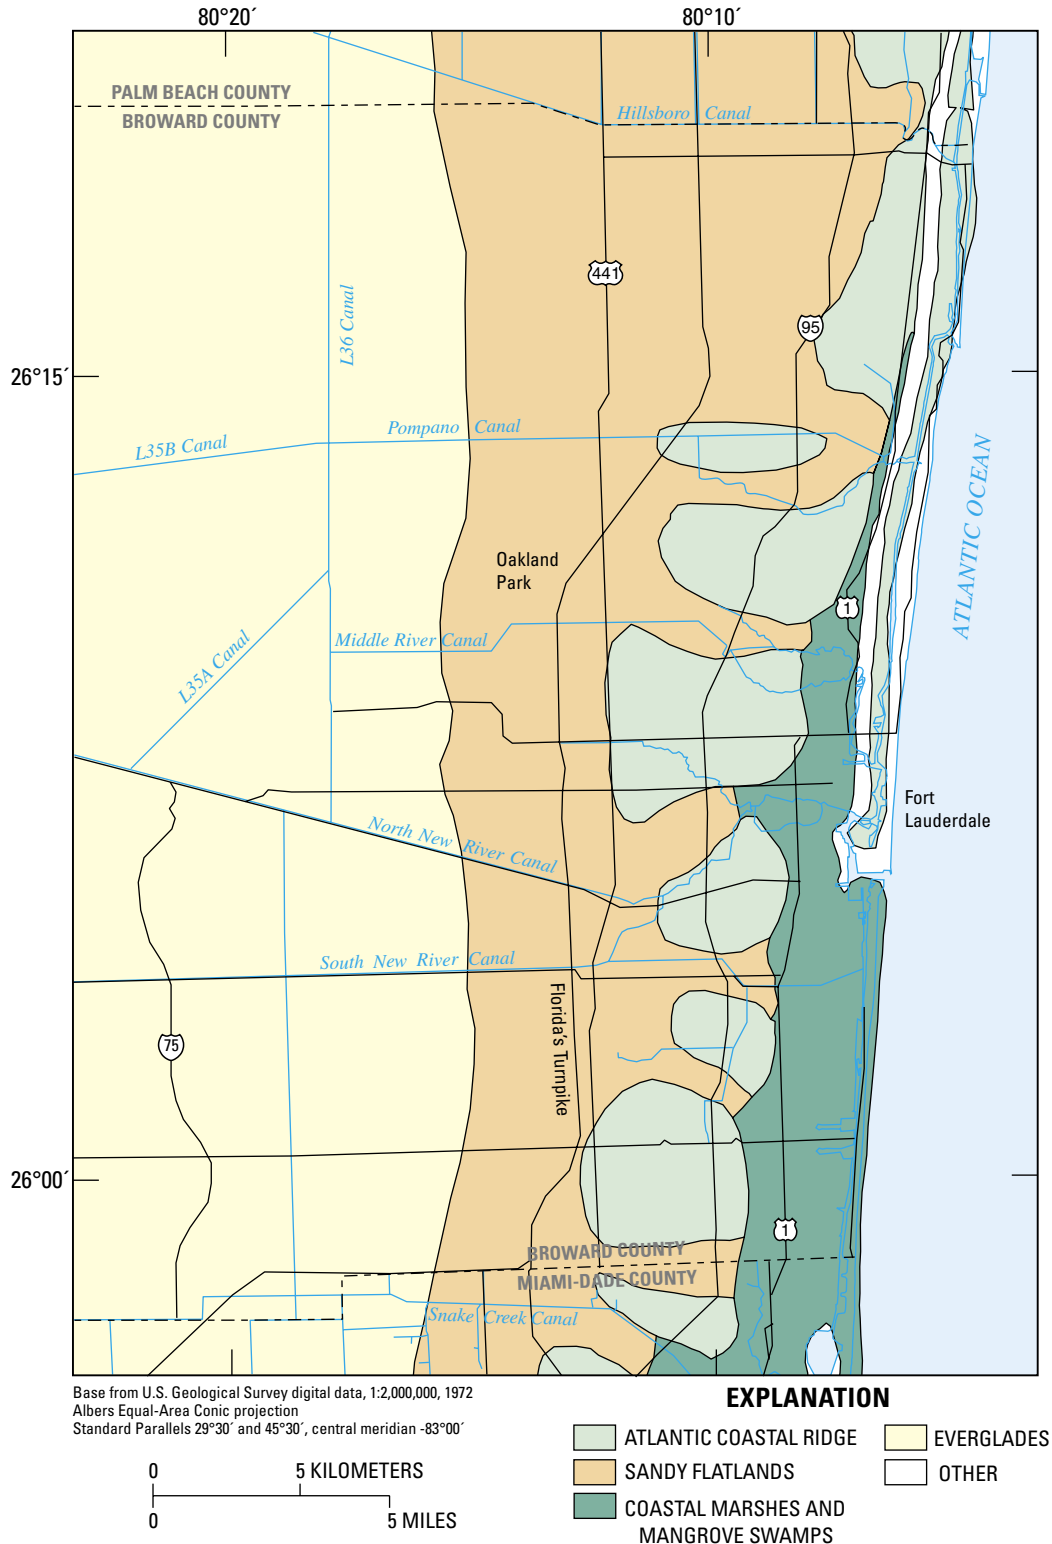 80°20´
80°10´
PALM BEACH COUNTY
BROWARD COUNTY
Hillsboro Canal
441
L36 Canal
95
26°15´
L35B Canal
Pompano Canal
ATLANTIC OCEAN
Oakland
Park
1
L35A Canal
Middle River Canal
Fort
Lauderdale
North New River Canal
South New River Canal
Florida's Turnpike
75
26°00´
1
BROWARD COUNTY
MIAMI-DADE COUNTY
Snake Creek Canal
Base from U.S. Geological Survey digital data, 1:2,000,000, 1972
Albers Equal-Area Conic projection
Standard Parallels 29°30´ and 45°30´, central meridian -83°00´
0 5 KILOMETERS
0 5 MILES
EXPLANATION
ATLANTIC COASTAL RIDGE
SANDY FLATLANDS
COASTAL MARSHES AND
MANGROVE SWAMPS
EVERGLADES
OTHER